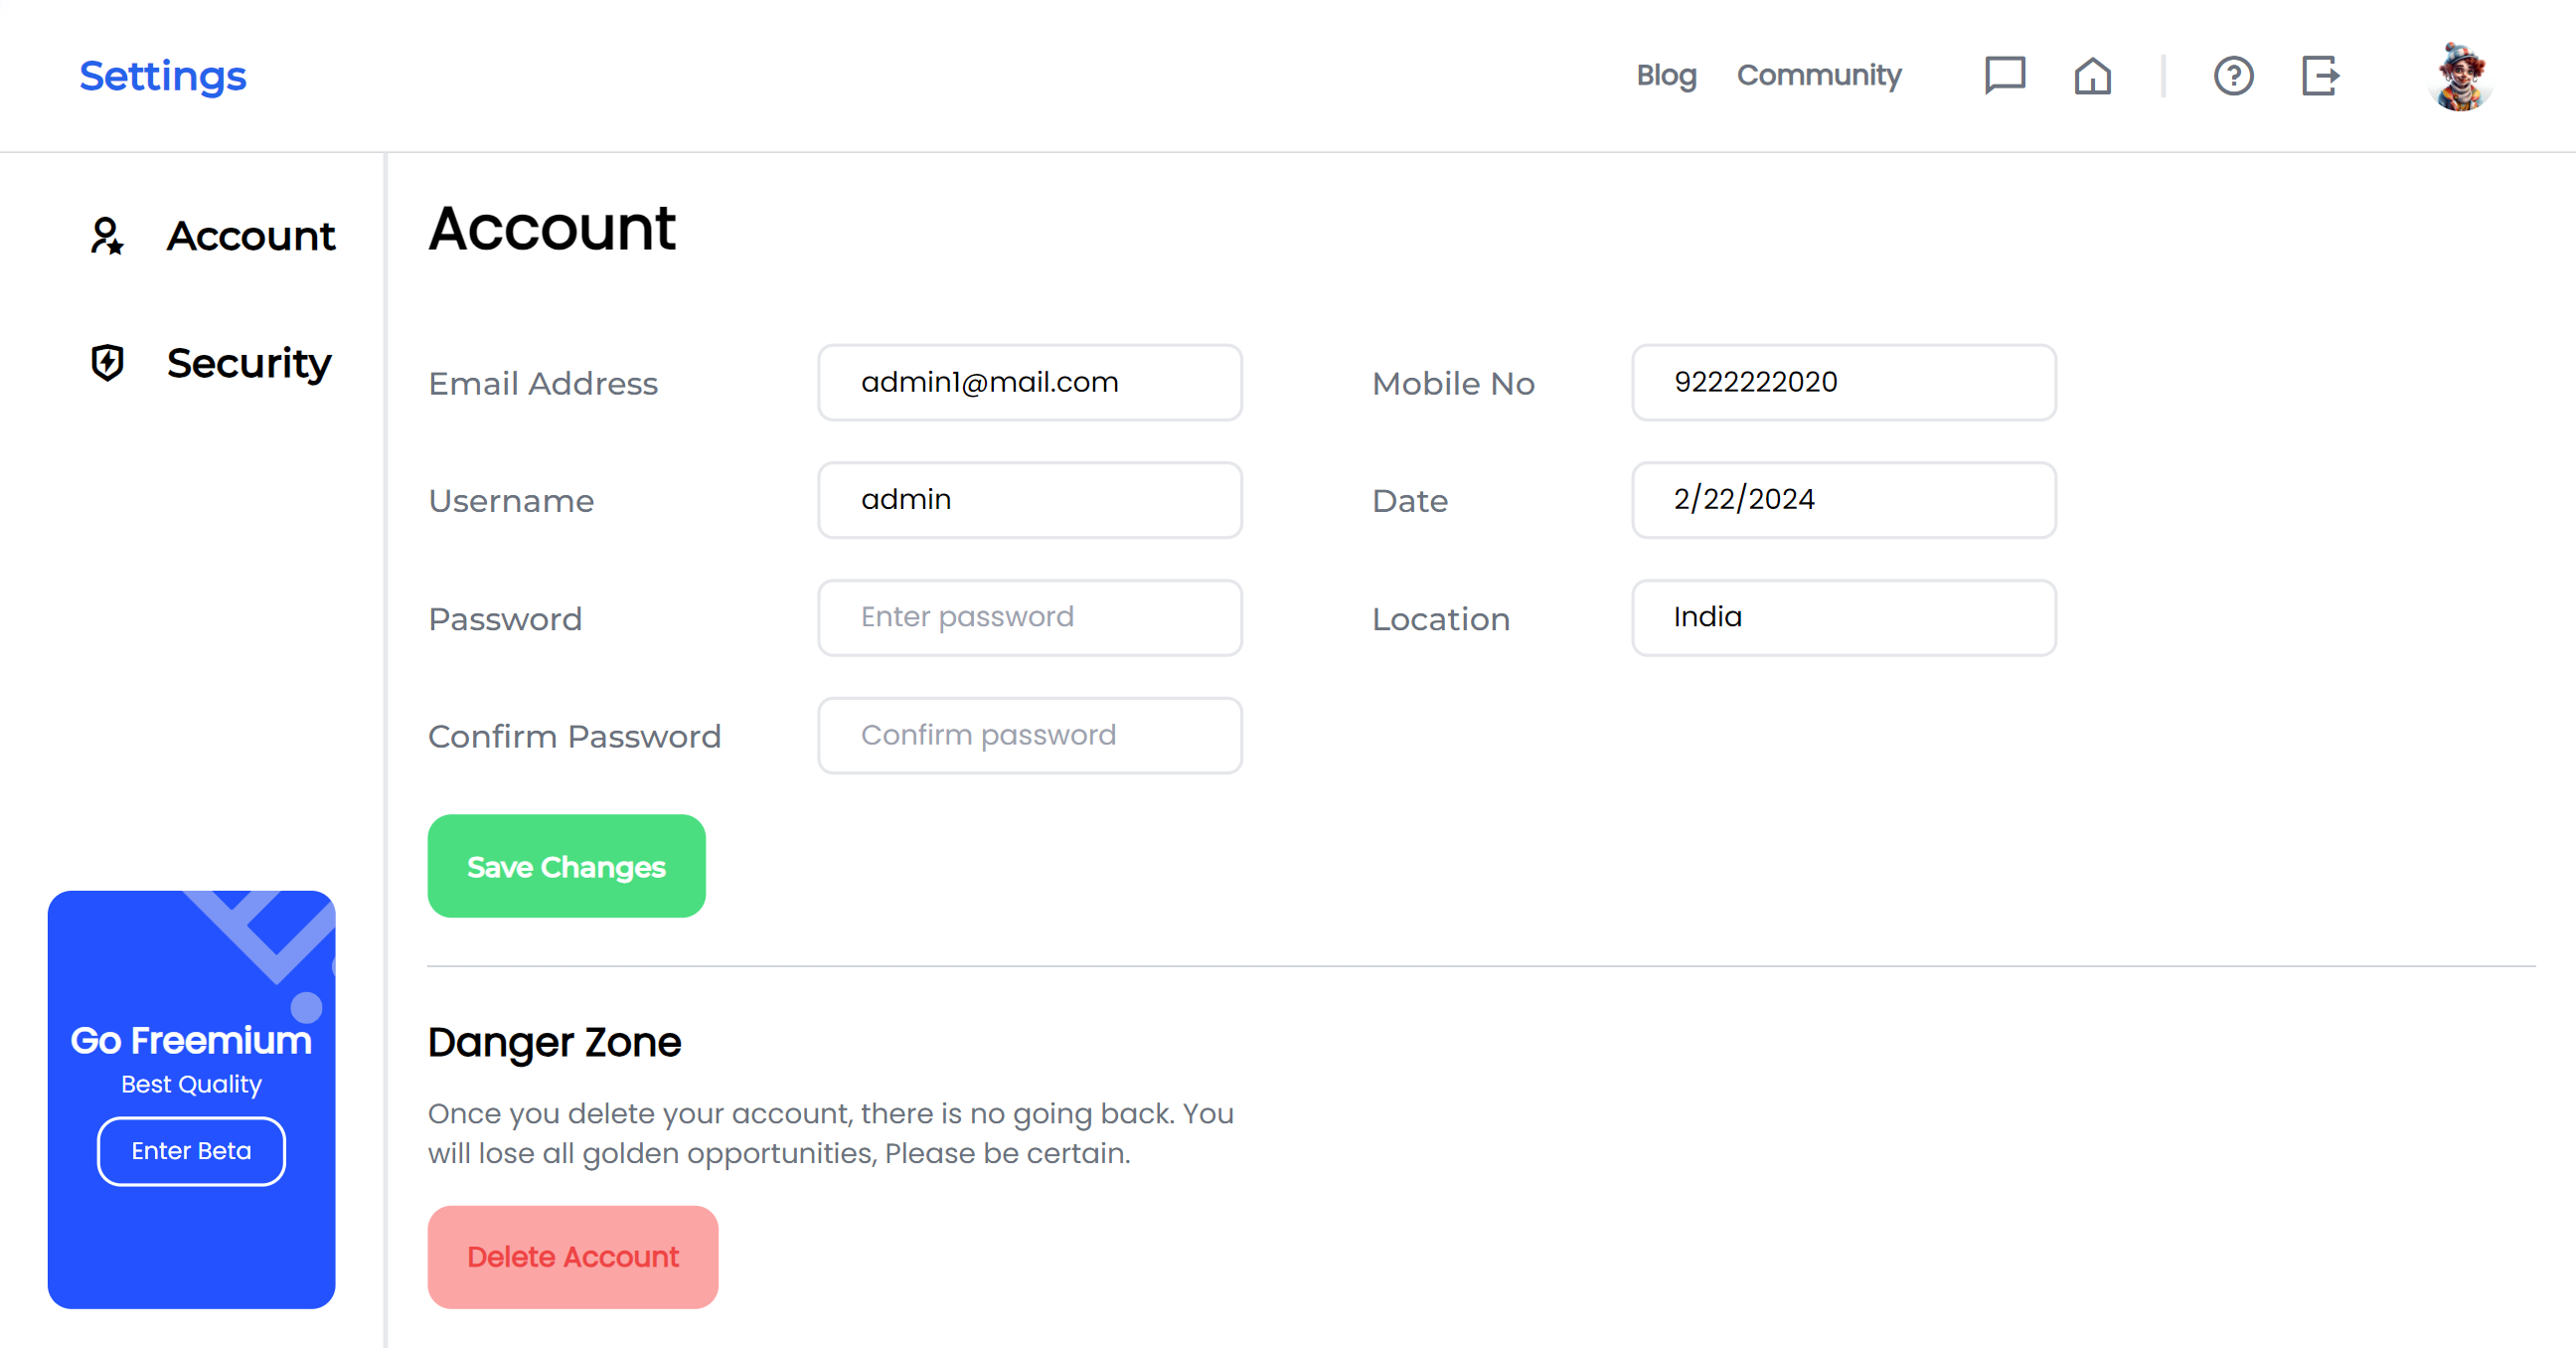 Settings
Blog
Community
Account
Security
Account
Email Address
admin1@mail.com
Mobile No
9222222020
Username
admin
Date
2/22/2024
Password
Enter password
Location
India
Confirm Password
Confirm password
Save Changes
Go Freemium
Best Quality
Enter Beta
Danger Zone
Once you delete your account, there is no going back. You
will lose all golden opportunities, Please be certain.
Delete Account